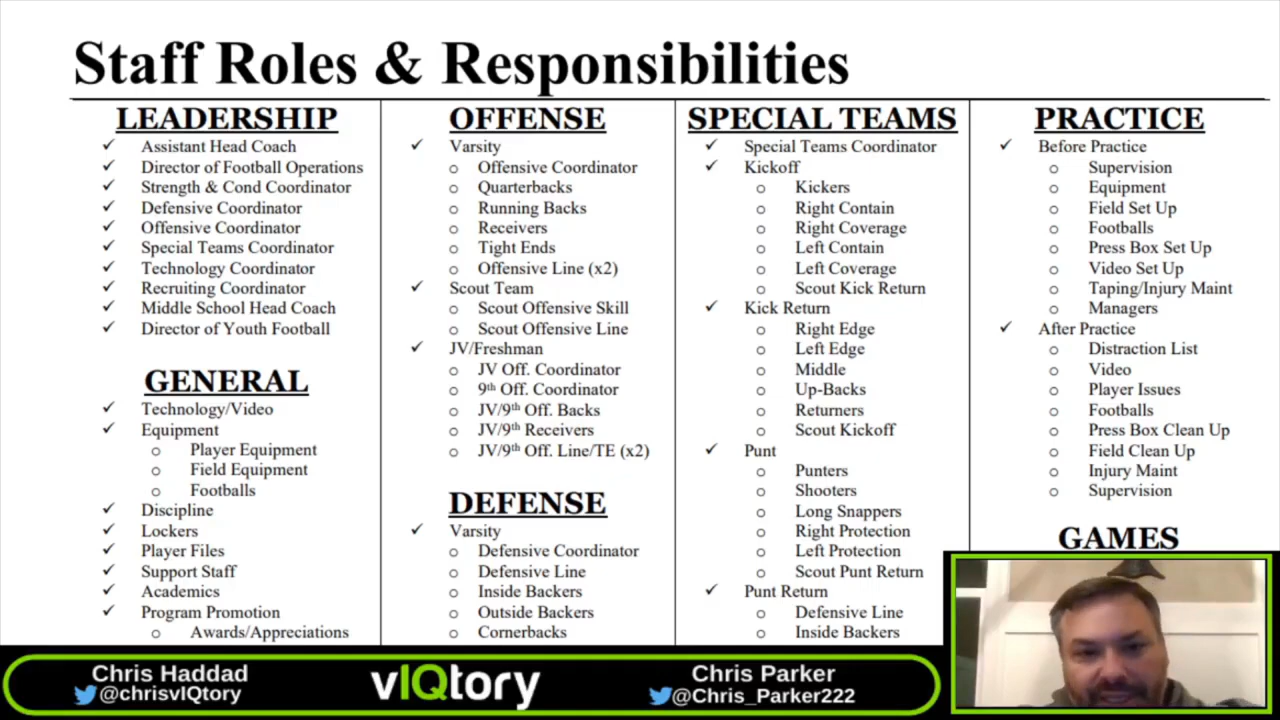 Staff Roles & Responsibilities
LEADERSHIP
✓ Assistant Head Coach
✓ Director of Football Operations
✓ Strength & Cond Coordinator
✓ Defensive Coordinator
✓ Offensive Coordinator
✓ Special Teams Coordinator
✓ Technology Coordinator
✓ Recruiting Coordinator
✓ Middle School Head Coach
✓ Director of Youth Football
GENERAL
✓ Technology/Video
✓ Equipment
o Player Equipment
o Field Equipment
o Footballs
✓ Discipline
✓ Lockers
✓ Player Files
✓ Support Staff
✓ Academics
✓ Program Promotion
o Awards/Appreciations
OFFENSE
✓ Varsity
o Offensive Coordinator
o Quarterbacks
o Running Backs
o Receivers
o Tight Ends
o Offensive Line (x2)
✓ Scout Team
o Scout Offensive Skill
o Scout Offensive Line
✓ JV/Freshman
o JV Off. Coordinator
o 9th Off. Coordinator
o JV/9th Off. Backs
o JV/9th Receivers
o JV/9th Off. Line/TE (x2)
DEFENSE
✓ Varsity
o Defensive Coordinator
o Defensive Line
o Inside Backers
o Outside Backers
o Cornerbacks
SPECIAL TEAMS
✓ Special Teams Coordinator
✓ Kickoff
o Kickers
o Right Contain
o Right Coverage
o Left Contain
o Left Coverage
o Scout Kick Return
✓ Kick Return
o Right Edge
o Left Edge
o Middle
o Up-Backs
o Returners
o Scout Kickoff
✓ Punt
o Punters
o Shooters
o Long Snappers
o Right Protection
o Left Protection
o Scout Punt Return
✓ Punt Return
o Defensive Line
o Inside Backers
PRACTICE
✓ Before Practice
o Supervision
o Equipment
o Field Set Up
o Footballs
o Press Box Set Up
o Video Set Up
o Taping/Injury Maint
o Managers
✓ After Practice
o Distraction List
o Video
o Player Issues
o Footballs
o Press Box Clean Up
o Field Clean Up
o Injury Maint
o Supervision
GAMES
Chris Haddad
@chrisvIQtory
vIQtory
Chris Parker
@Chris_Parker222